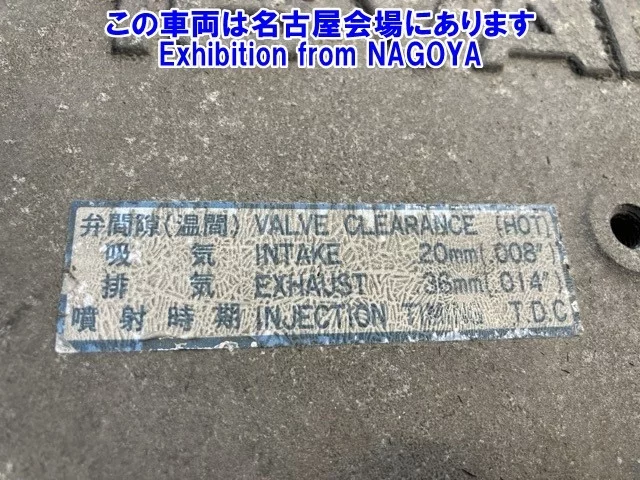 この車両は名古屋会場にあります
Exhibition from NAGOYA
弁間隙(温間) VALVE CLEARANCE (HOT)
吸気 INTAKE 20mm(.008")
排気 EXHAUST 36mm(.014")
噴射時期 INJECTION TIMING T.D.C